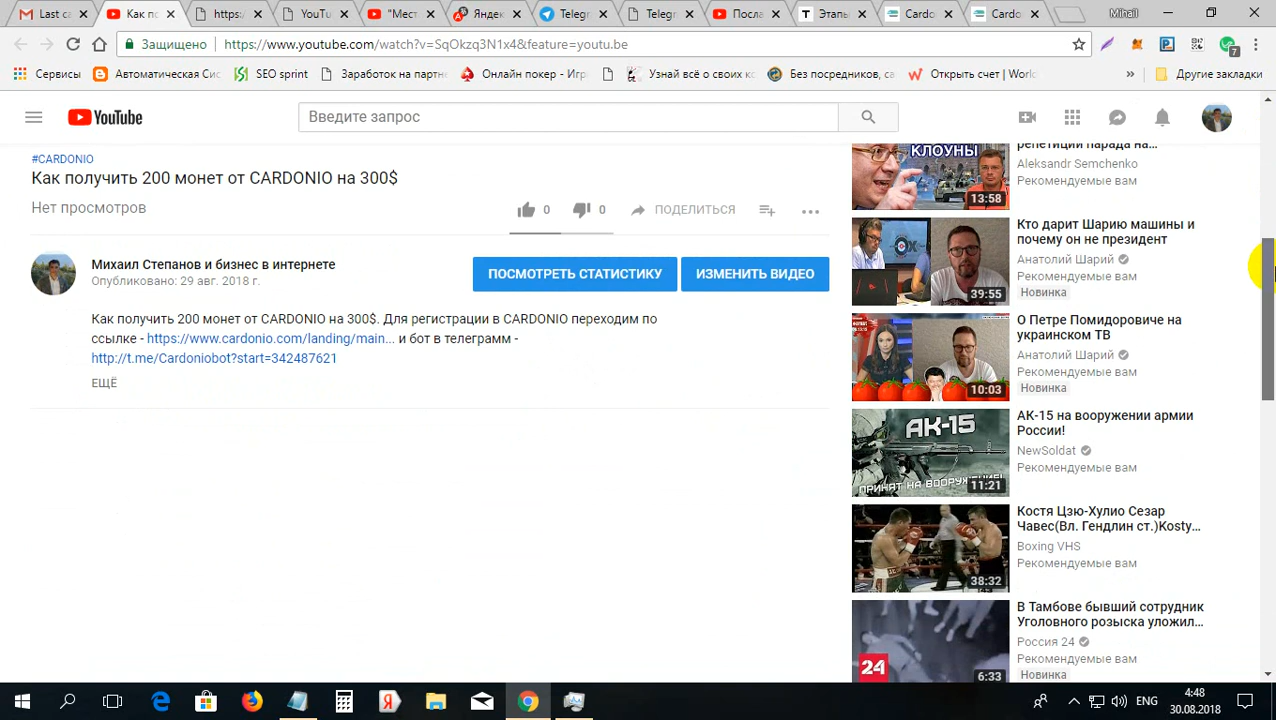 Last ca
Как по
https:/
YouTu
"Мест
Яндек
Telegr
Telegr
Посла
Этапы
Cardo
Cardo
Mihail
Защищено
https://www.youtube.com/watch?v=SqOkzq3N1x4&feature=youtu.be
7
Сервисы
Автоматическая Сис
SEO sprint
Заработок на партн
Онлайн покер - Игра
Узнай всё о своих ко
Без посредников, са
Открыть счет | World
»
Другие закладки
YouTube
Введите запрос
#CARDONIO
Как получить 200 монет от CARDONIO на 300$
Нет просмотров
0
ПОДЕЛИТЬСЯ
Михаил Степанов и бизнес в интернете
Опубликовано: 29 авг. 2018 г.
ПОСМОТРЕТЬ СТАТИСТИКУ
ИЗМЕНИТЬ ВИДЕО
Как получить 200 монет от CARDONIO на 300$. Для регистрации в CARDONIO переходим по
ссылке - https://www.cardonio.com/landing/main... и бот в телеграмм -
http://t.me/Cardoniobot?start=342487621
ЕЩЁ
КЛОУНЫ
13:58
репетиции парада на...
Aleksandr Semchenko
Рекомендуемые вам
39:55
Кто дарит Шарию машины и
почему он не президент
Анатолий Шарий
Рекомендуемые вам
Новинка
10:03
О Петре Помидоровиче на
украинском ТВ
Анатолий Шарий
Рекомендуемые вам
Новинка
АК-15
ПРИНЯТ НА ВООРУЖЕНИЕ!
11:21
АК-15 на вооружении армии
России!
NewSoldat
Рекомендуемые вам
38:32
Костя Цзю-Хулио Сезар
Чавес(Вл. Гендлин ст.)Kosty...
Boxing VHS
Рекомендуемые вам
24
6:33
В Тамбове бывший сотрудник
Уголовного розыска уложил...
Россия 24
Рекомендуемые вам
Новинка
ENG
4:48
30.08.2018